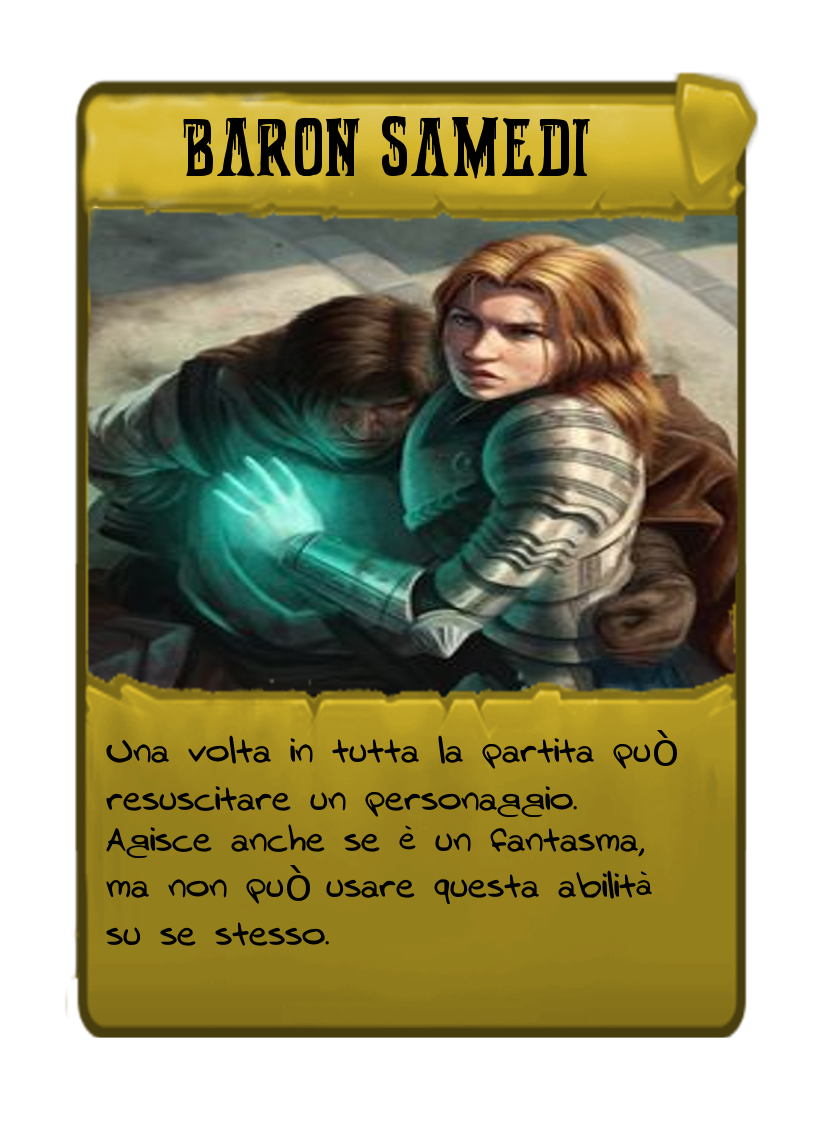 BARON SAMEDI
Una volta in tutta la partita puÒ
resuscitare un personaggio.
Agisce anche se è un fantasma,
ma non puÒ usare questa abilità
su se stesso.